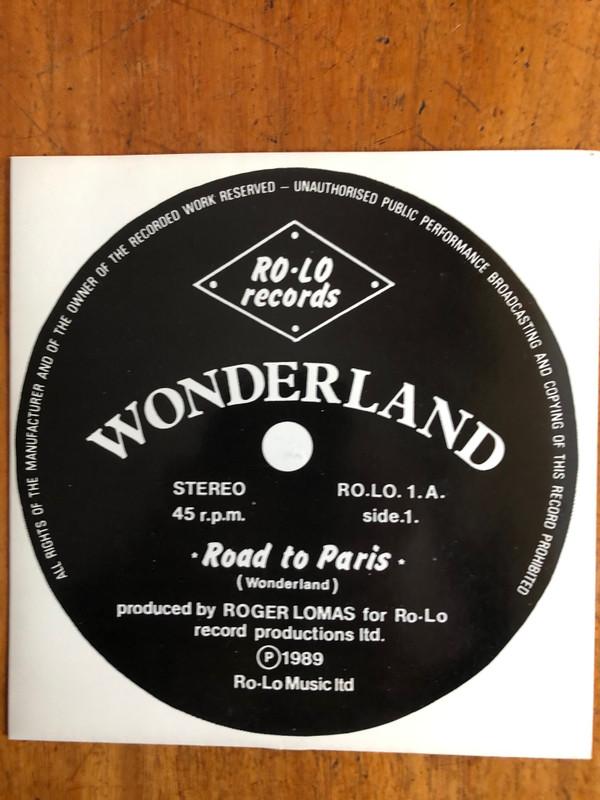 ALL RIGHTS OF THE MANUFACTURER AND OF THE OWNER OF THE RECORDED WORK RESERVED – UNAUTHORISED PUBLIC PERFORMANCE BROADCASTING AND COPYING OF THIS RECORD PROHIBITED
RO·LO
records
WONDERLAND
STEREO RO.LO. 1. A.
45 r.p.m. side.1.
· Road to Paris ·
(Wonderland)
produced by ROGER LOMAS for Ro-Lo
record productions ltd.
Ⓟ1989
Ro-Lo Music ltd